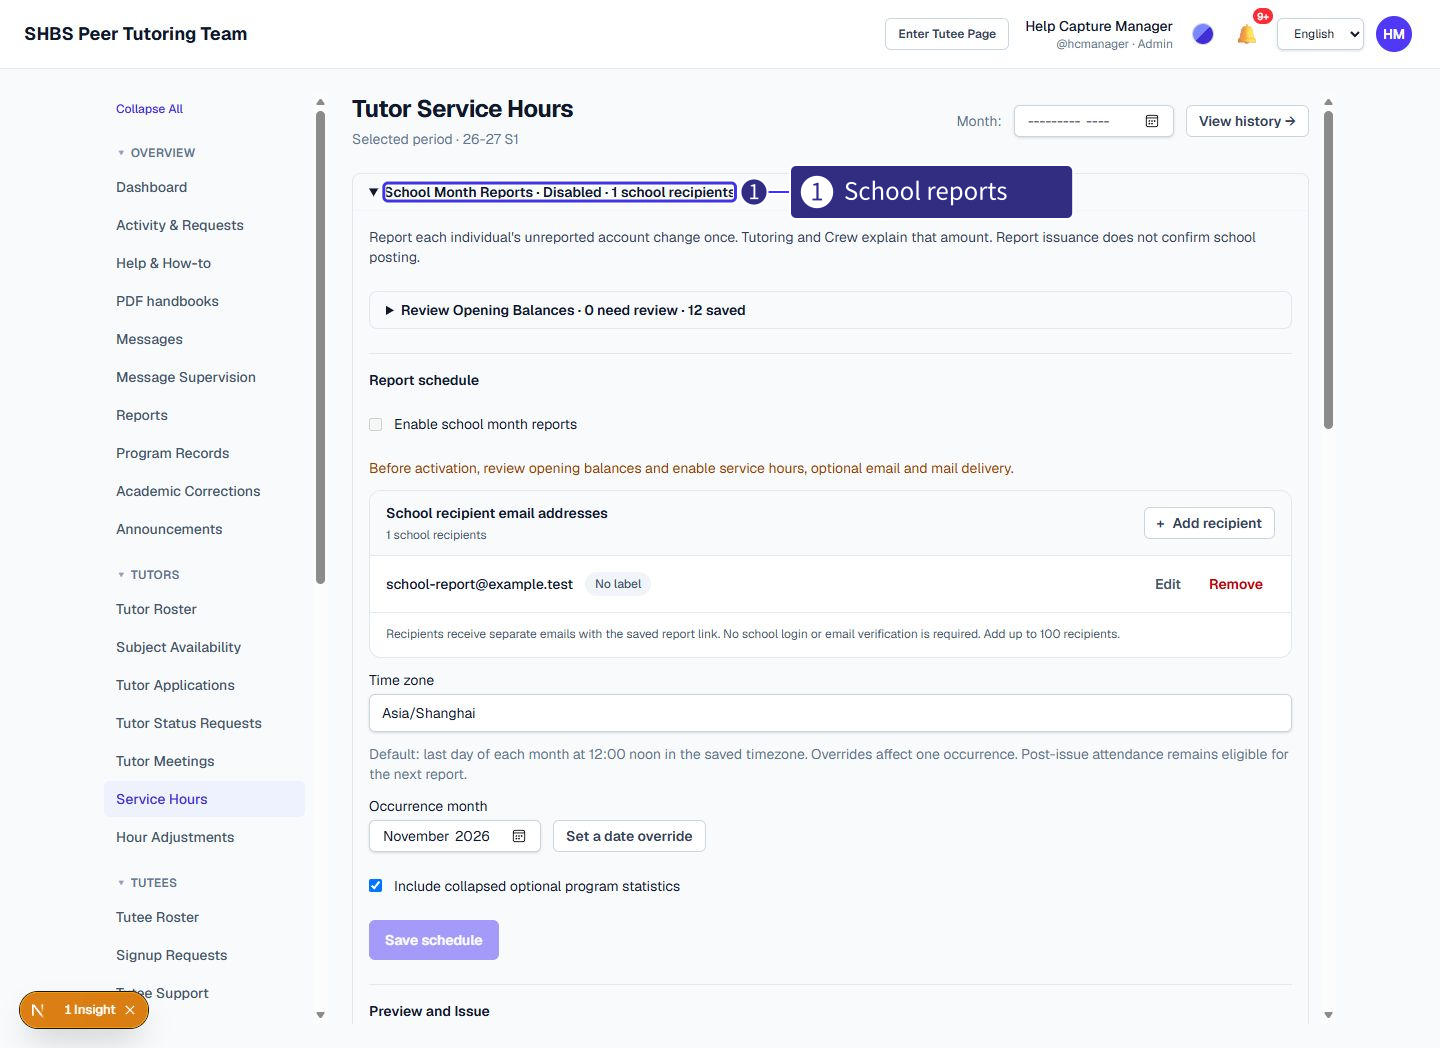 SHBS Peer Tutoring Team
Enter Tutee Page
Help Capture Manager
@hcmanager · Admin
9+
English
HM
Collapse All
OVERVIEW
Dashboard
Activity & Requests
Help & How-to
PDF handbooks
Messages
Message Supervision
Reports
Program Records
Academic Corrections
Announcements
TUTORS
Tutor Roster
Subject Availability
Tutor Applications
Tutor Status Requests
Tutor Meetings
Service Hours
Hour Adjustments
TUTEES
Tutee Roster
Signup Requests
Tutee Support
N 1 Insight ×
Tutor Service Hours
Selected period · 26-27 S1
Month: --------- ---- View history →
School Month Reports · Disabled · 1 school recipients 1 1 School reports
Report each individual's unreported account change once. Tutoring and Crew explain that amount. Report issuance does not confirm school
posting.
Review Opening Balances · 0 need review · 12 saved
Report schedule
Enable school month reports
Before activation, review opening balances and enable service hours, optional email and mail delivery.
School recipient email addresses
1 school recipients
+ Add recipient
school-report@example.test No label Edit Remove
Recipients receive separate emails with the saved report link. No school login or email verification is required. Add up to 100 recipients.
Time zone
Asia/Shanghai
Default: last day of each month at 12:00 noon in the saved timezone. Overrides affect one occurrence. Post-issue attendance remains eligible for
the next report.
Occurrence month
November 2026 Set a date override
Include collapsed optional program statistics
Save schedule
Preview and Issue